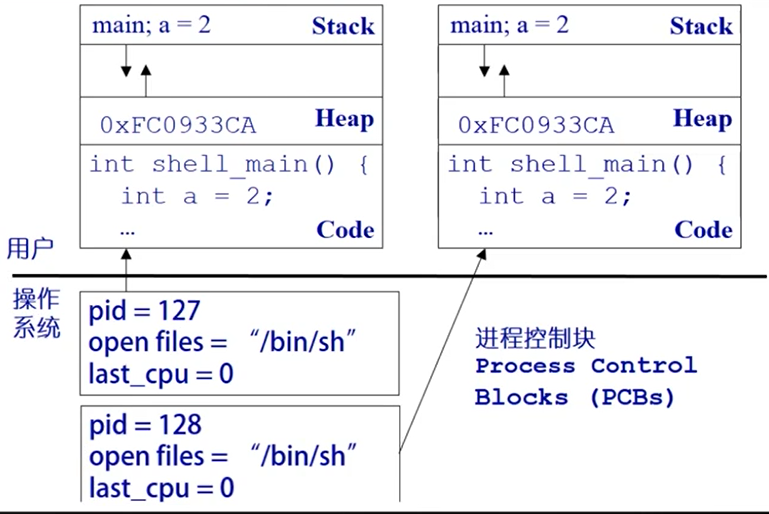 main; a = 2 Stack
0xFC0933CA Heap
int shell_main() {
int a = 2;
... Code
main; a = 2 Stack
0xFC0933CA Heap
int shell_main() {
int a = 2;
... Code
用户
操作
系统
pid = 127
open files = “/bin/sh”
last_cpu = 0
pid = 128
open files = “/bin/sh”
last_cpu = 0
进程控制块
Process Control
Blocks (PCBs)